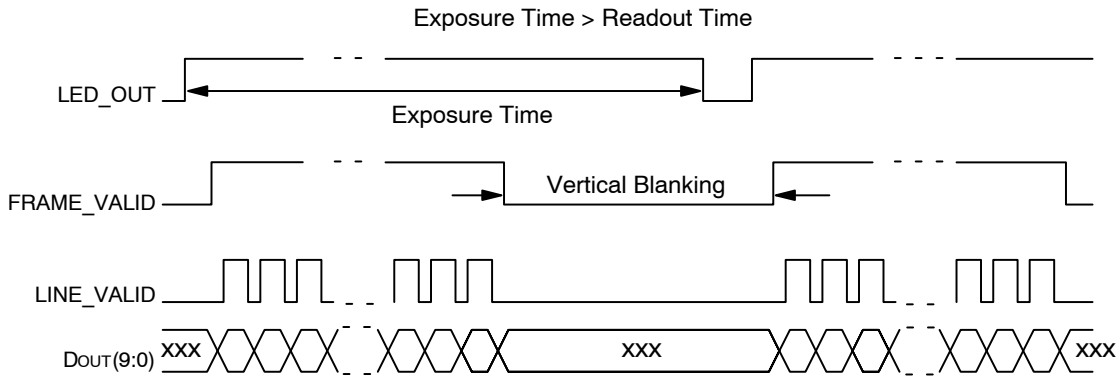 Exposure Time > Readout Time
LED_OUT
Exposure Time
FRAME_VALID
Vertical Blanking
LINE_VALID
DOUT(9:0)
XXX
XXX
XXX